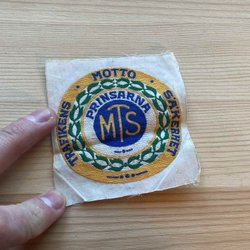 TRAFIKENS MOTTO SÄKERHET
PRINSARNA
MTS